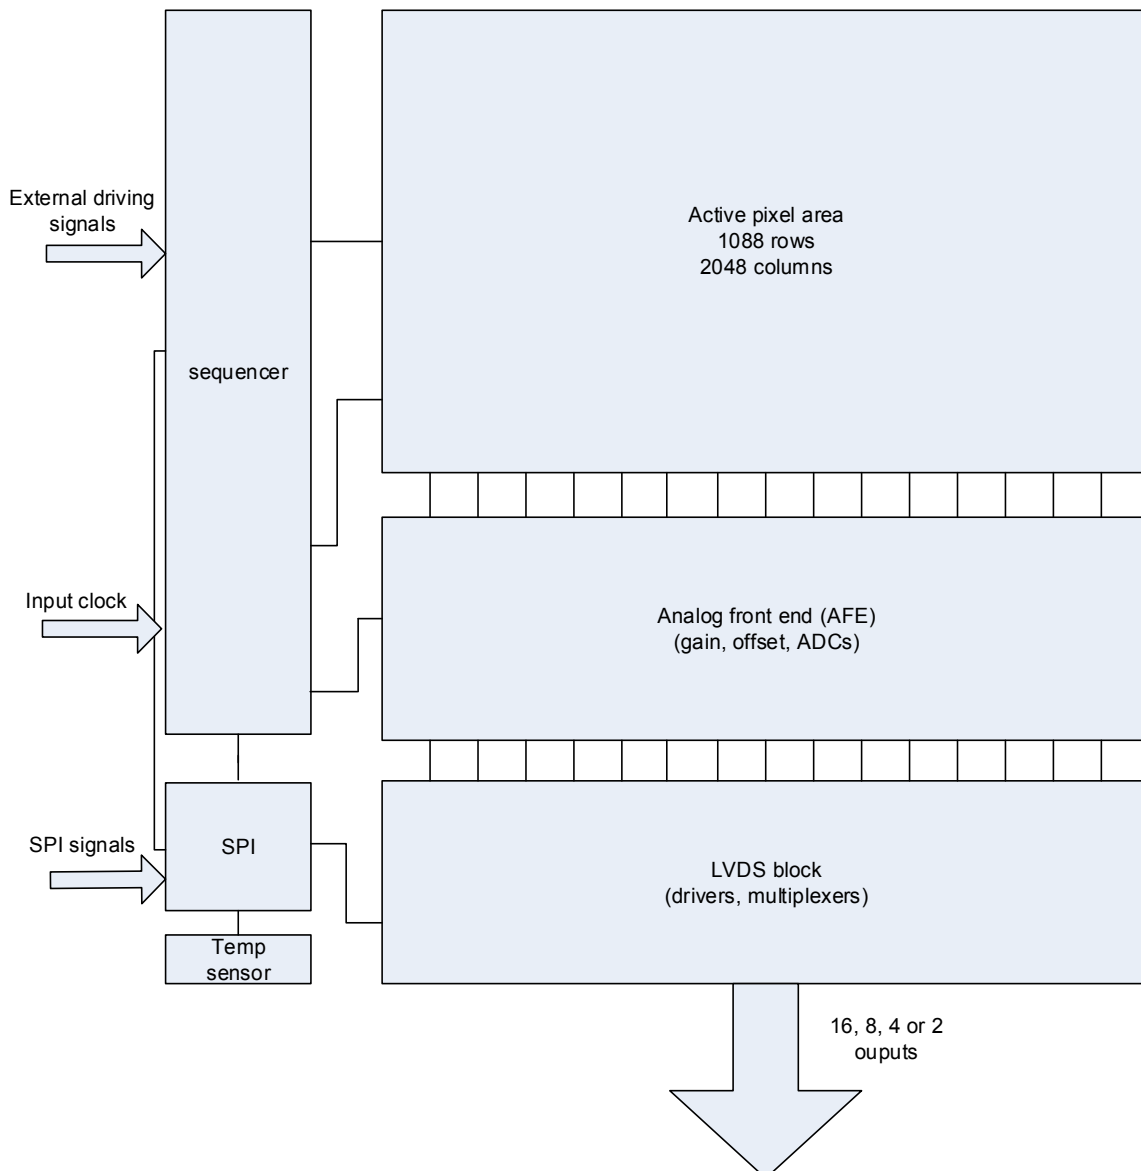 External driving
signals
sequencer
Active pixel area
1088 rows
2048 columns
Input clock
Analog front end (AFE)
(gain, offset, ADCs)
SPI signals
SPI
LVDS block
(drivers, multiplexers)
Temp
sensor
16, 8, 4 or 2
ouputs